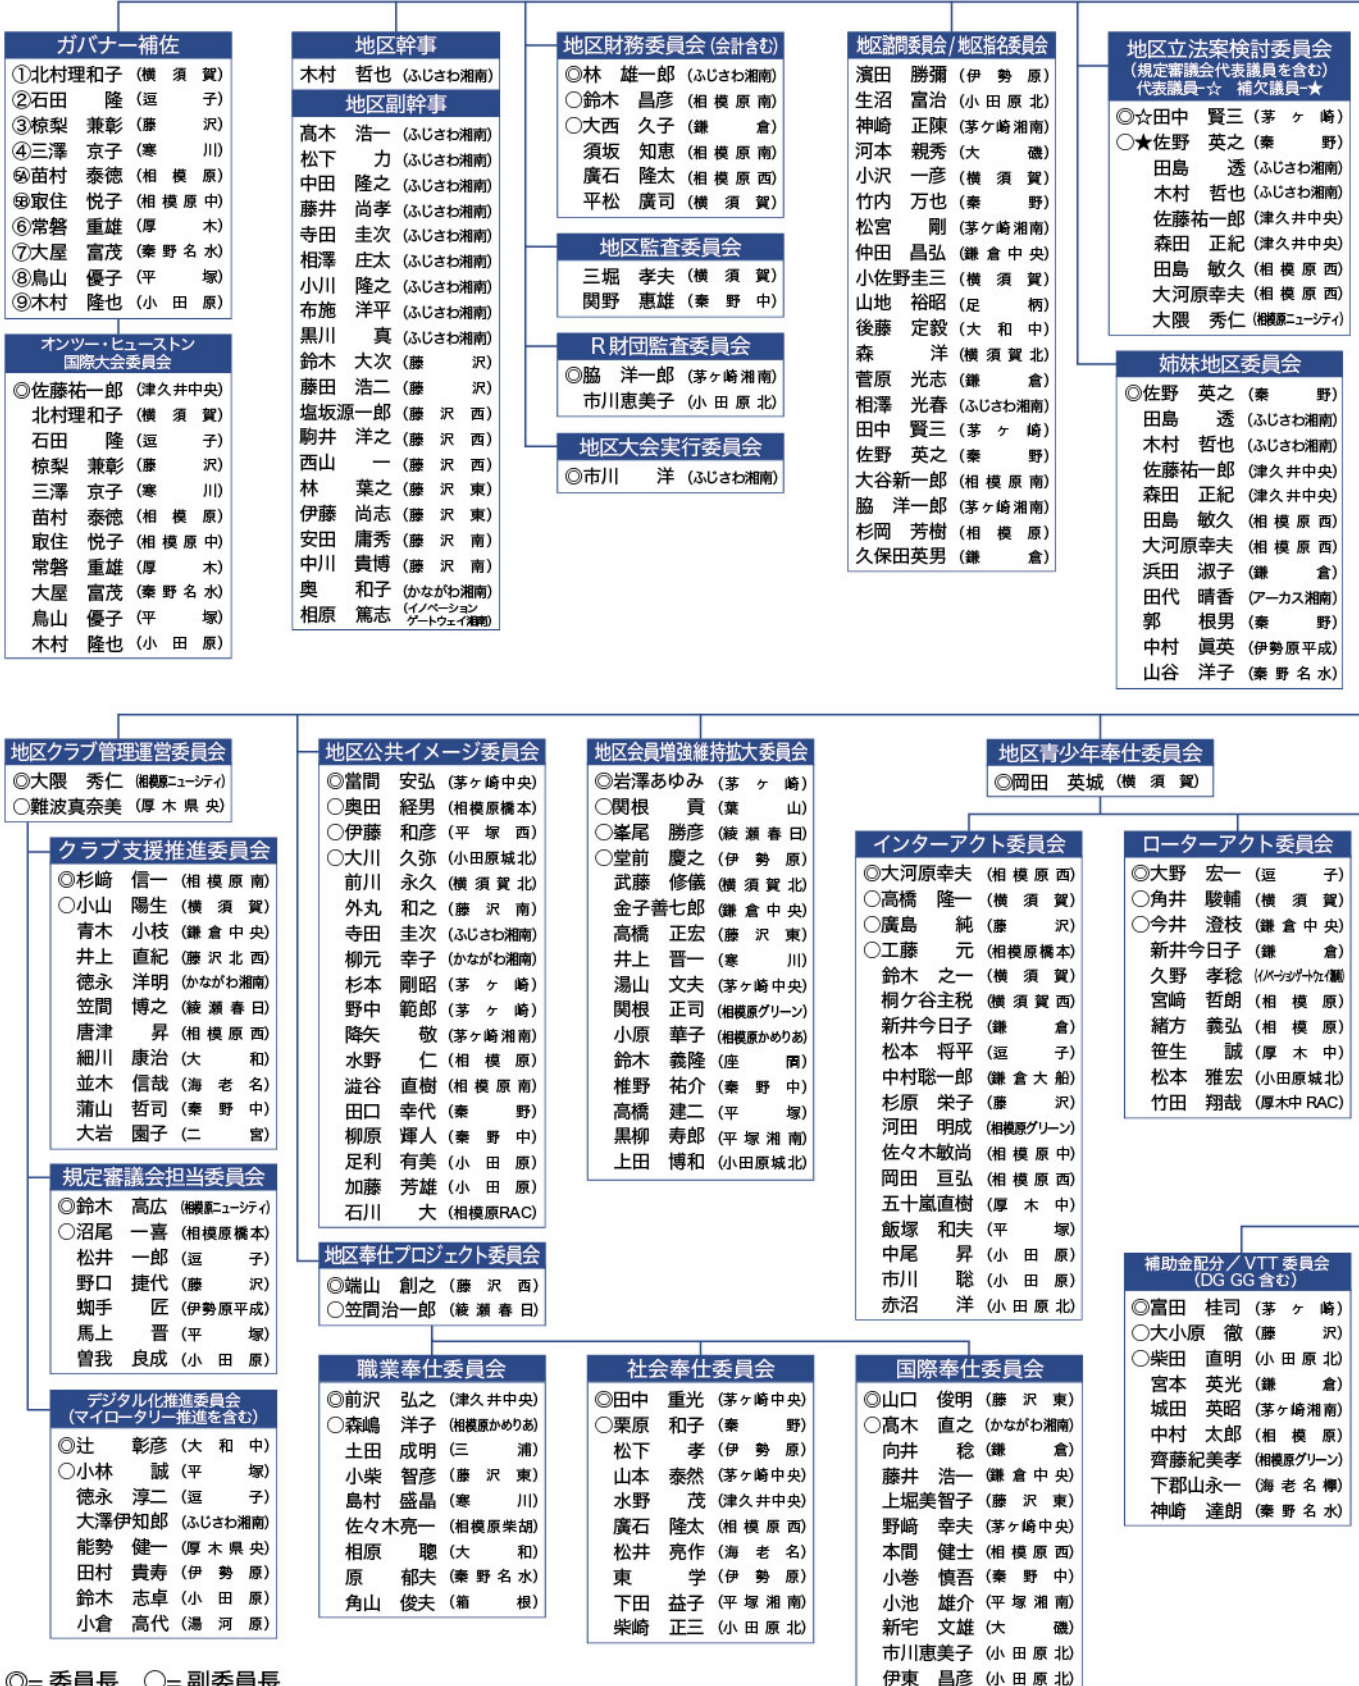 ガバナー補佐
①北村理和子（横須賀）
②石田　隆（逗子）
③椋梨　兼彰（藤沢）
④三澤　京子（寒川）
5A苗村　泰徳（相模原）
5B取住　悦子（相模原中）
⑥常磐　重雄（厚木）
⑦大屋　富茂（秦野名水）
⑧鳥山　優子（平塚）
⑨木村　隆也（小田原）
オンツー・ヒューストン
国際大会委員会
◎佐藤祐一郎（津久井中央）
北村理和子（横須賀）
石田　隆（逗子）
椋梨　兼彰（藤沢）
三澤　京子（寒川）
苗村　泰徳（相模原）
取住　悦子（相模原中）
常磐　重雄（厚木）
大屋　富茂（秦野名水）
鳥山　優子（平塚）
木村　隆也（小田原）
地区幹事
木村　哲也（ふじさわ湘南）
地区副幹事
髙木　浩一（ふじさわ湘南）
松下　力（ふじさわ湘南）
中田　隆之（ふじさわ湘南）
藤井　尚孝（ふじさわ湘南）
寺田　圭次（ふじさわ湘南）
相澤　庄太（ふじさわ湘南）
小川　隆之（ふじさわ湘南）
布施　洋平（ふじさわ湘南）
黒川　真（ふじさわ湘南）
鈴木　大次（藤沢）
藤田　浩二（藤沢）
塩坂源一郎（藤沢西）
駒井　洋之（藤沢西）
西山　一（藤沢西）
林　葉之（藤沢東）
伊藤　尚志（藤沢東）
安田　庸秀（藤沢南）
中川　貴博（藤沢南）
奥　和子（かながわ湘南）
相原　篤志（イノベーション
ゲートウェイ湘南）
地区財務委員会（会計含む）
◎林　雄一郎（ふじさわ湘南）
○鈴木　昌彦（相模原南）
○大西　久子（鎌倉）
須坂　知恵（相模原南）
廣石　隆太（相模原西）
平松　廣司（横須賀）
地区監査委員会
三堀　孝夫（横須賀）
関野　惠雄（秦野中）
R財団監査委員会
◎脇　洋一郎（茅ヶ崎湘南）
市川恵美子（小田原北）
地区大会実行委員会
◎市川　洋（ふじさわ湘南）
地区諮問委員会/地区指名委員会
濱田　勝彌（伊勢原）
生沼　富治（小田原北）
神崎　正陳（茅ケ崎湘南）
河本　親秀（大磯）
小沢　一彦（横須賀）
竹内　万也（秦野）
松宮　剛（茅ケ崎湘南）
仲田　昌弘（鎌倉中央）
小佐野圭三（横須賀）
山地　裕昭（足柄）
後藤　定毅（大和中）
森　洋（横須賀北）
菅原　光志（鎌倉）
相澤　光春（ふじさわ湘南）
田中　賢三（茅ケ崎）
佐野　英之（秦野）
大谷新一郎（相模原南）
脇　洋一郎（茅ヶ崎湘南）
杉岡　芳樹（相模原）
久保田英男（鎌倉）
地区立法案検討委員会
（規定審議会代表議員を含む）
代表議員-☆　補欠議員-★
◎☆田中　賢三（茅ヶ崎）
○★佐野　英之（秦野）
田島　透（ふじさわ湘南）
木村　哲也（ふじさわ湘南）
佐藤祐一郎（津久井中央）
森田　正紀（津久井中央）
田島　敏久（相模原西）
大河原幸夫（相模原西）
大隈　秀仁（相模原ニューシティ）
姉妹地区委員会
◎佐野　英之（秦野）
田島　透（ふじさわ湘南）
木村　哲也（ふじさわ湘南）
佐藤祐一郎（津久井中央）
森田　正紀（津久井中央）
田島　敏久（相模原西）
大河原幸夫（相模原西）
浜田　淑子（鎌倉）
田代　晴香（アーカス湘南）
郭　根男（秦野）
中村　眞英（伊勢原平成）
山谷　洋子（秦野名水）
地区クラブ管理運営委員会
◎大隈　秀仁（相模原ニューシティ）
○難波真奈美（厚木県央）
クラブ支援推進委員会
◎杉﨑　信一（相模原南）
○小山　陽生（横須賀）
青木　小枝（鎌倉中央）
井上　直紀（藤沢北西）
徳永　洋明（かながわ湘南）
笠間　博之（綾瀬春日）
唐津　昇（相模原西）
細川　康治（大和）
並木　信哉（海老名）
蒲山　哲司（秦野中）
大岩　園子（二宮）
規定審議会担当委員会
◎鈴木　高広（相模原ニューシティ）
○沼尾　一喜（相模原橋本）
松井　一郎（逗子）
野口　捷代（藤沢）
蜘手　匠（伊勢原平成）
馬上　晋（平塚）
曽我　良成（小田原）
デジタル化推進委員会
（マイロータリー推進を含む）
◎辻　彰彦（大和中）
○小林　誠（平塚）
徳永　淳二（逗子）
大澤伊知郎（ふじさわ湘南）
能勢　健一（厚木県央）
田村　貴寿（伊勢原）
鈴木　志卓（小田原）
小倉　高代（湯河原）
地区公共イメージ委員会
◎當間　安弘（茅ヶ崎中央）
○奥田　経男（相模原橋本）
○伊藤　和彦（平塚西）
○大川　久弥（小田原城北）
前川　永久（横須賀北）
外丸　和之（藤沢南）
寺田　圭次（ふじさわ湘南）
柳元　幸子（かながわ湘南）
杉本　剛昭（茅ヶ崎）
野中　範郎（茅ヶ崎）
降矢　敬（茅ヶ崎湘南）
水野　仁（相模原）
澁谷　直樹（相模原南）
田口　幸代（秦野）
柳原　輝人（秦野中）
足利　有美（小田原）
加藤　芳雄（小田原）
石川　大（相模原RAC）
地区奉仕プロジェクト委員会
◎端山　創之（藤沢西）
○笠間治一郎（綾瀬春日）
職業奉仕委員会
◎前沢　弘之（津久井中央）
○森嶋　洋子（相模原かめりあ）
土田　成明（三浦）
小柴　智彦（藤沢東）
島村　盛晶（寒川）
佐々木亮一（相模原柴胡）
相原　聰（大和）
原　郁夫（秦野名水）
角山　俊夫（箱根）
地区会員増強維持拡大委員会
◎岩澤あゆみ（茅ヶ崎）
○関根　貢（葉山）
○峯尾　勝彦（綾瀬春日）
○堂前　慶之（伊勢原）
武藤　修儀（横須賀北）
金子善七郎（鎌倉中央）
高橋　正宏（藤沢東）
井上　晋一（寒川）
湯山　文夫（茅ヶ崎中央）
関根　正司（相模原グリーン）
小原　華子（相模原かめりあ）
鈴木　義隆（座間）
椎野　祐介（秦野中）
高橋　建二（平塚）
黒柳　寿郎（平塚湘南）
上田　博和（小田原城北）
社会奉仕委員会
◎田中　重光（茅ヶ崎中央）
○栗原　和子（秦野）
松下　孝（伊勢原）
山本　泰然（茅ヶ崎中央）
水野　茂（津久井中央）
廣石　隆太（相模原西）
松井　亮作（海老名）
東　学（伊勢原）
下田　益子（平塚湘南）
柴崎　正三（小田原北）
地区青少年奉仕委員会
◎岡田　英城（横須賀）
インターアクト委員会
◎大河原幸夫（相模原西）
○高橋　隆一（横須賀）
○廣島　純（藤沢）
○工藤　元（相模原橋本）
鈴木　之一（横須賀）
桐ケ谷主税（横須賀西）
新井今日子（鎌倉）
松本　将平（逗子）
中村聡一郎（鎌倉大船）
杉原　栄子（藤沢）
河田　明成（相模原グリーン）
佐々木敏尚（相模原中）
岡田　亘弘（相模原西）
五十嵐直樹（厚木中）
飯塚　和夫（平塚）
中尾　昇（小田原）
市川　聡（小田原）
赤沼　洋（小田原北）
国際奉仕委員会
◎山口　俊明（藤沢東）
○髙木　直之（かながわ湘南）
向井　稔（鎌倉）
藤井　浩一（鎌倉中央）
上堀美智子（藤沢東）
野﨑　幸夫（茅ヶ崎中央）
本間　健士（相模原西）
小巻　慎吾（秦野中）
小池　雄介（平塚湘南）
新宅　文雄（大磯）
市川恵美子（小田原北）
伊東　昌彦（小田原北）
ローターアクト委員会
◎大野　宏一（逗子）
○角井　駿輔（横須賀）
○今井　澄枝（鎌倉中央）
新井今日子（鎌倉）
久野　孝稔（イノベーションゲートウェイ湘南）
宮﨑　哲朗（相模原）
緒方　義弘（相模原）
笹生　誠（厚木中）
松本　雅宏（小田原城北）
竹田　翔哉（厚木中 RAC）
補助金配分／VTT 委員会
（DG GG 含む）
◎富田　桂司（茅ヶ崎）
○大小原　徹（藤沢）
○柴田　直明（小田原北）
宮本　英光（鎌倉）
城田　英昭（茅ヶ崎湘南）
中村　太郎（相模原）
齊藤紀美孝（相模原グリーン）
下郡山永一（海老名欅）
神崎　達朗（秦野名水）
◎= 委員長　○= 副委員長